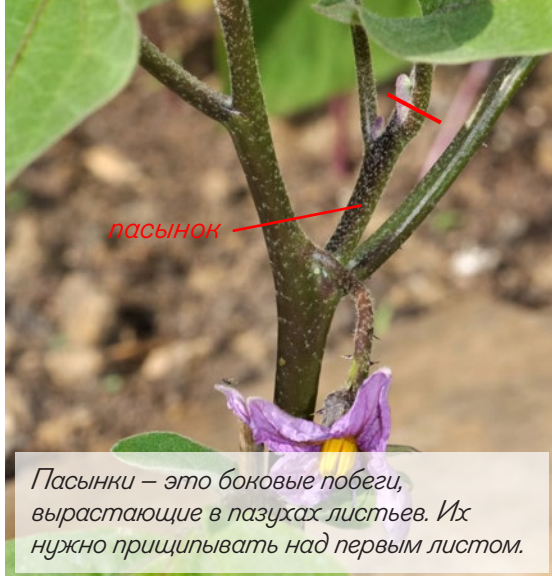 пасынок
Пасынки – это боковые побеги,
вырастающие в пазухах листьев. Их
нужно прищипывать над первым листом.